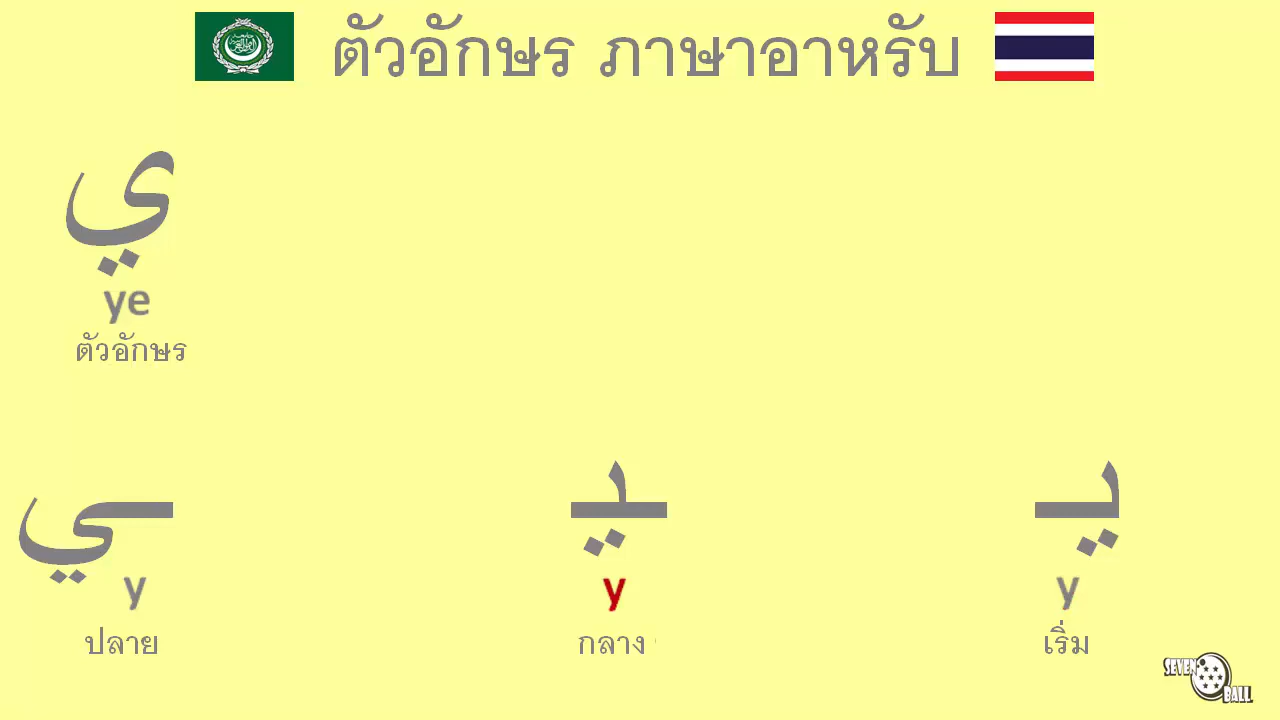 ตัวอักษร ภาษาอาหรับ
ي
ye
ตัวอักษร
ـي ـيـ يـ
y y y
ปลาย กลาง เริ่ม
SEVEN BALL